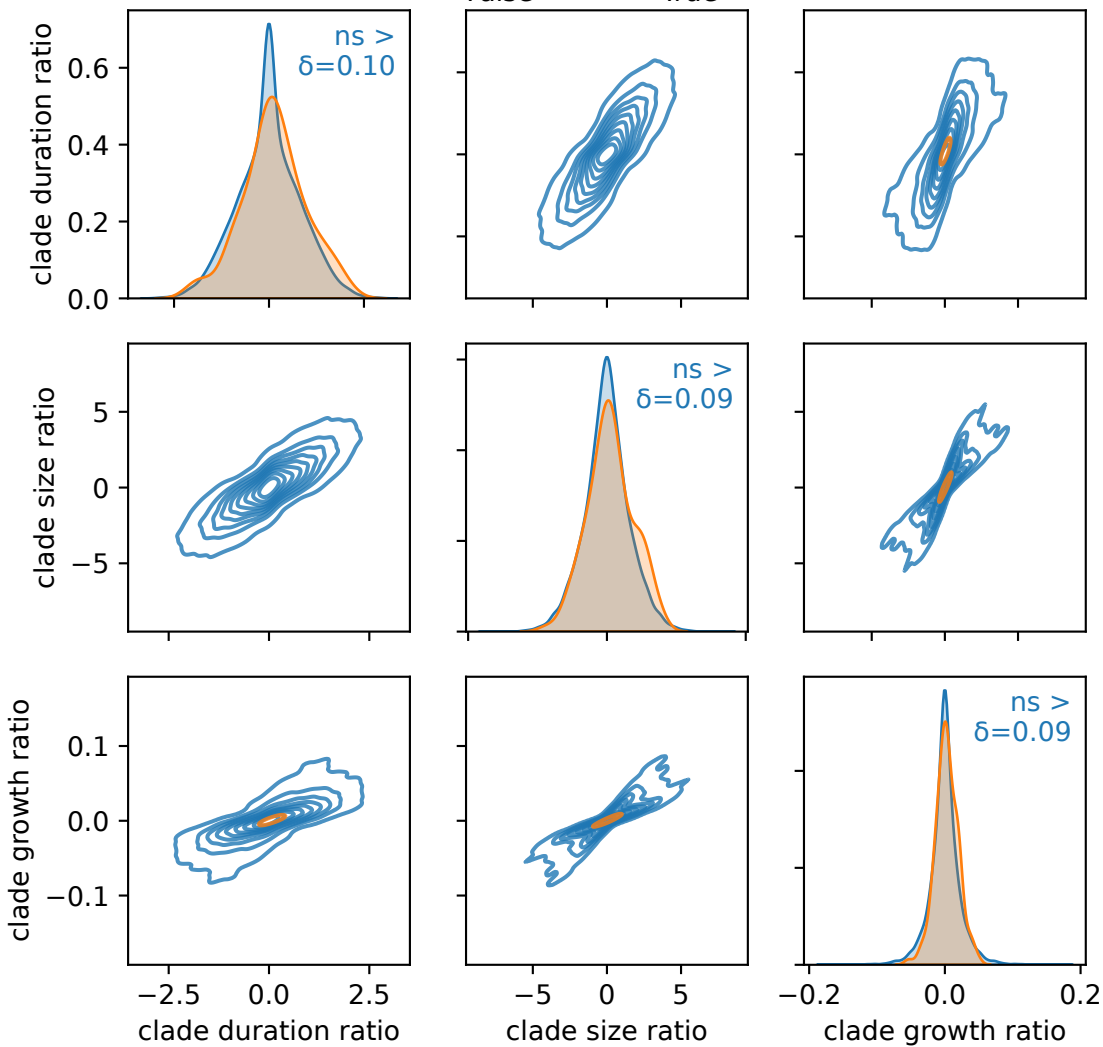 clade duration ratio
0.6
0.4
0.2
0.0
ns >
δ=0.10
clade size ratio
5
0
−5
ns >
δ=0.09
clade growth ratio
0.1
0.0
−0.1
ns >
δ=0.09
−2.5 0.0 2.5
−5 0 5
−0.2 0.0 0.2
clade duration ratio
clade size ratio
clade growth ratio